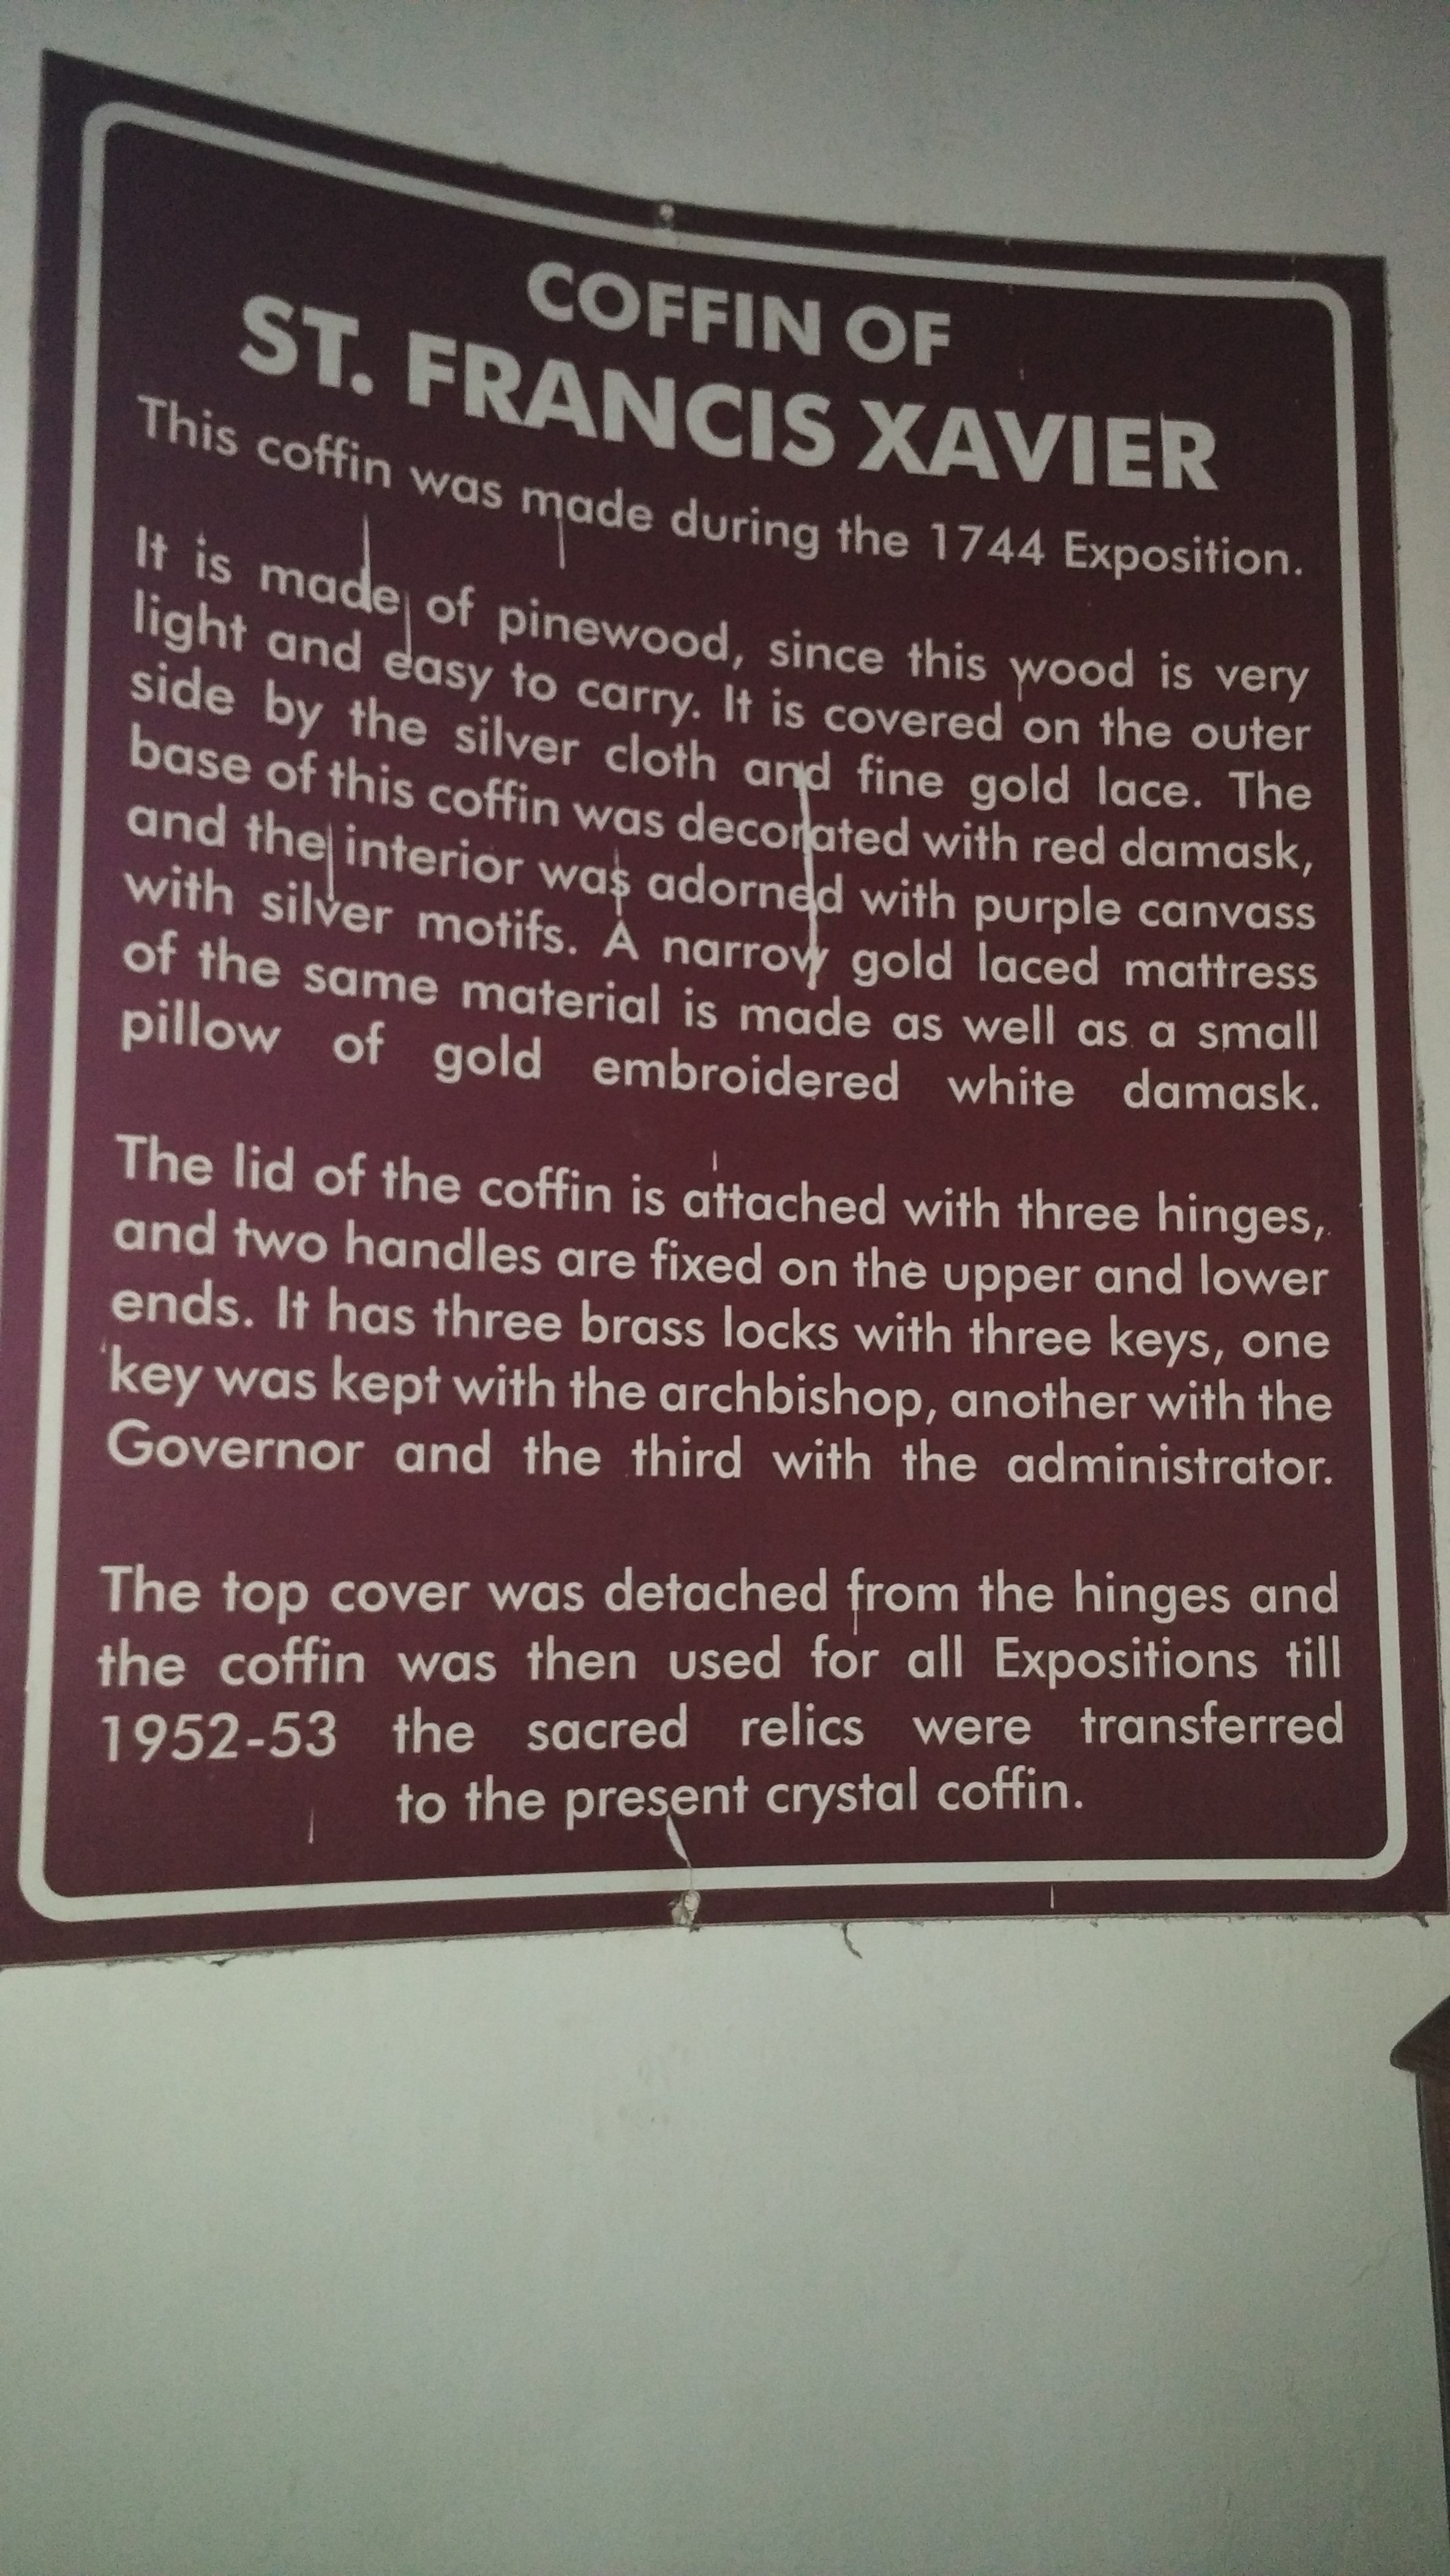 COFFIN OF
ST. FRANCIS XAVIER
This coffin was made during the 1744 Exposition.
It is made of pinewood, since this wood is very
light and easy to carry. It is covered on the outer
side by the silver cloth and fine gold lace. The
base of this coffin was decorated with red damask,
and the interior was adorned with purple canvass
with silver motifs. A narrow gold laced mattress
of the same material is made as well as a small
pillow of gold embroidered white damask.
The lid of the coffin is attached with three hinges,
and two handles are fixed on the upper and lower
ends. It has three brass locks with three keys, one
key was kept with the archbishop, another with the
Governor and the third with the administrator.
The top cover was detached from the hinges and
the coffin was then used for all Expositions till
1952-53 the sacred relics were transferred
to the present crystal coffin.